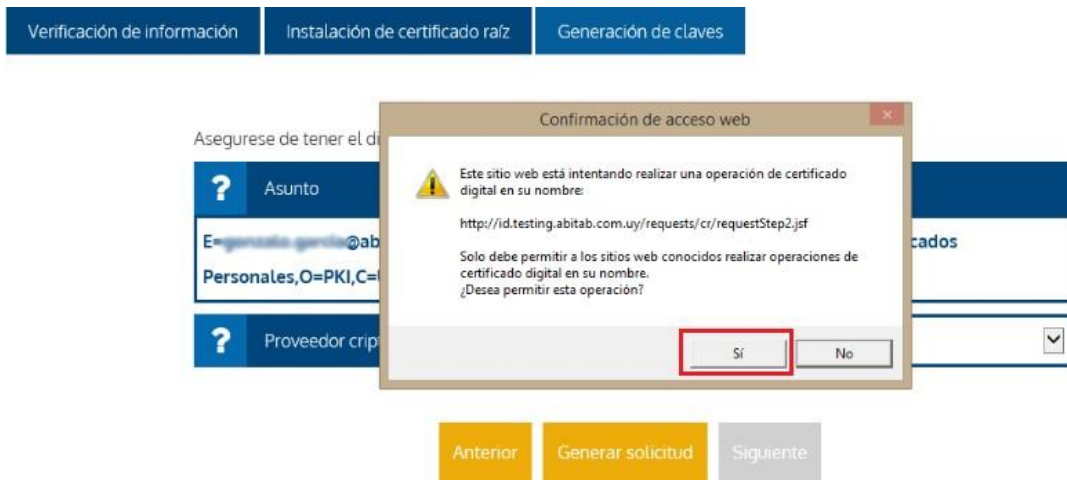 Verificación de información
Instalación de certificado raíz
Generación de claves
Asegurese de tener el di
Confirmación de acceso web
Asunto
Este sitio web está intentando realizar una operación de certificado
digital en su nombre:
http://id.testing.abitab.com.uy/requests/cr/requestStep2.jsf
Solo debe permitir a los sitios web conocidos realizar operaciones de
certificado digital en su nombre.
¿Desea permitir esta operación?
E= @ab cados
Personales,O=PKI,C=
Proveedor crip
Sí
No
Anterior
Generar solicitud
Siguiente